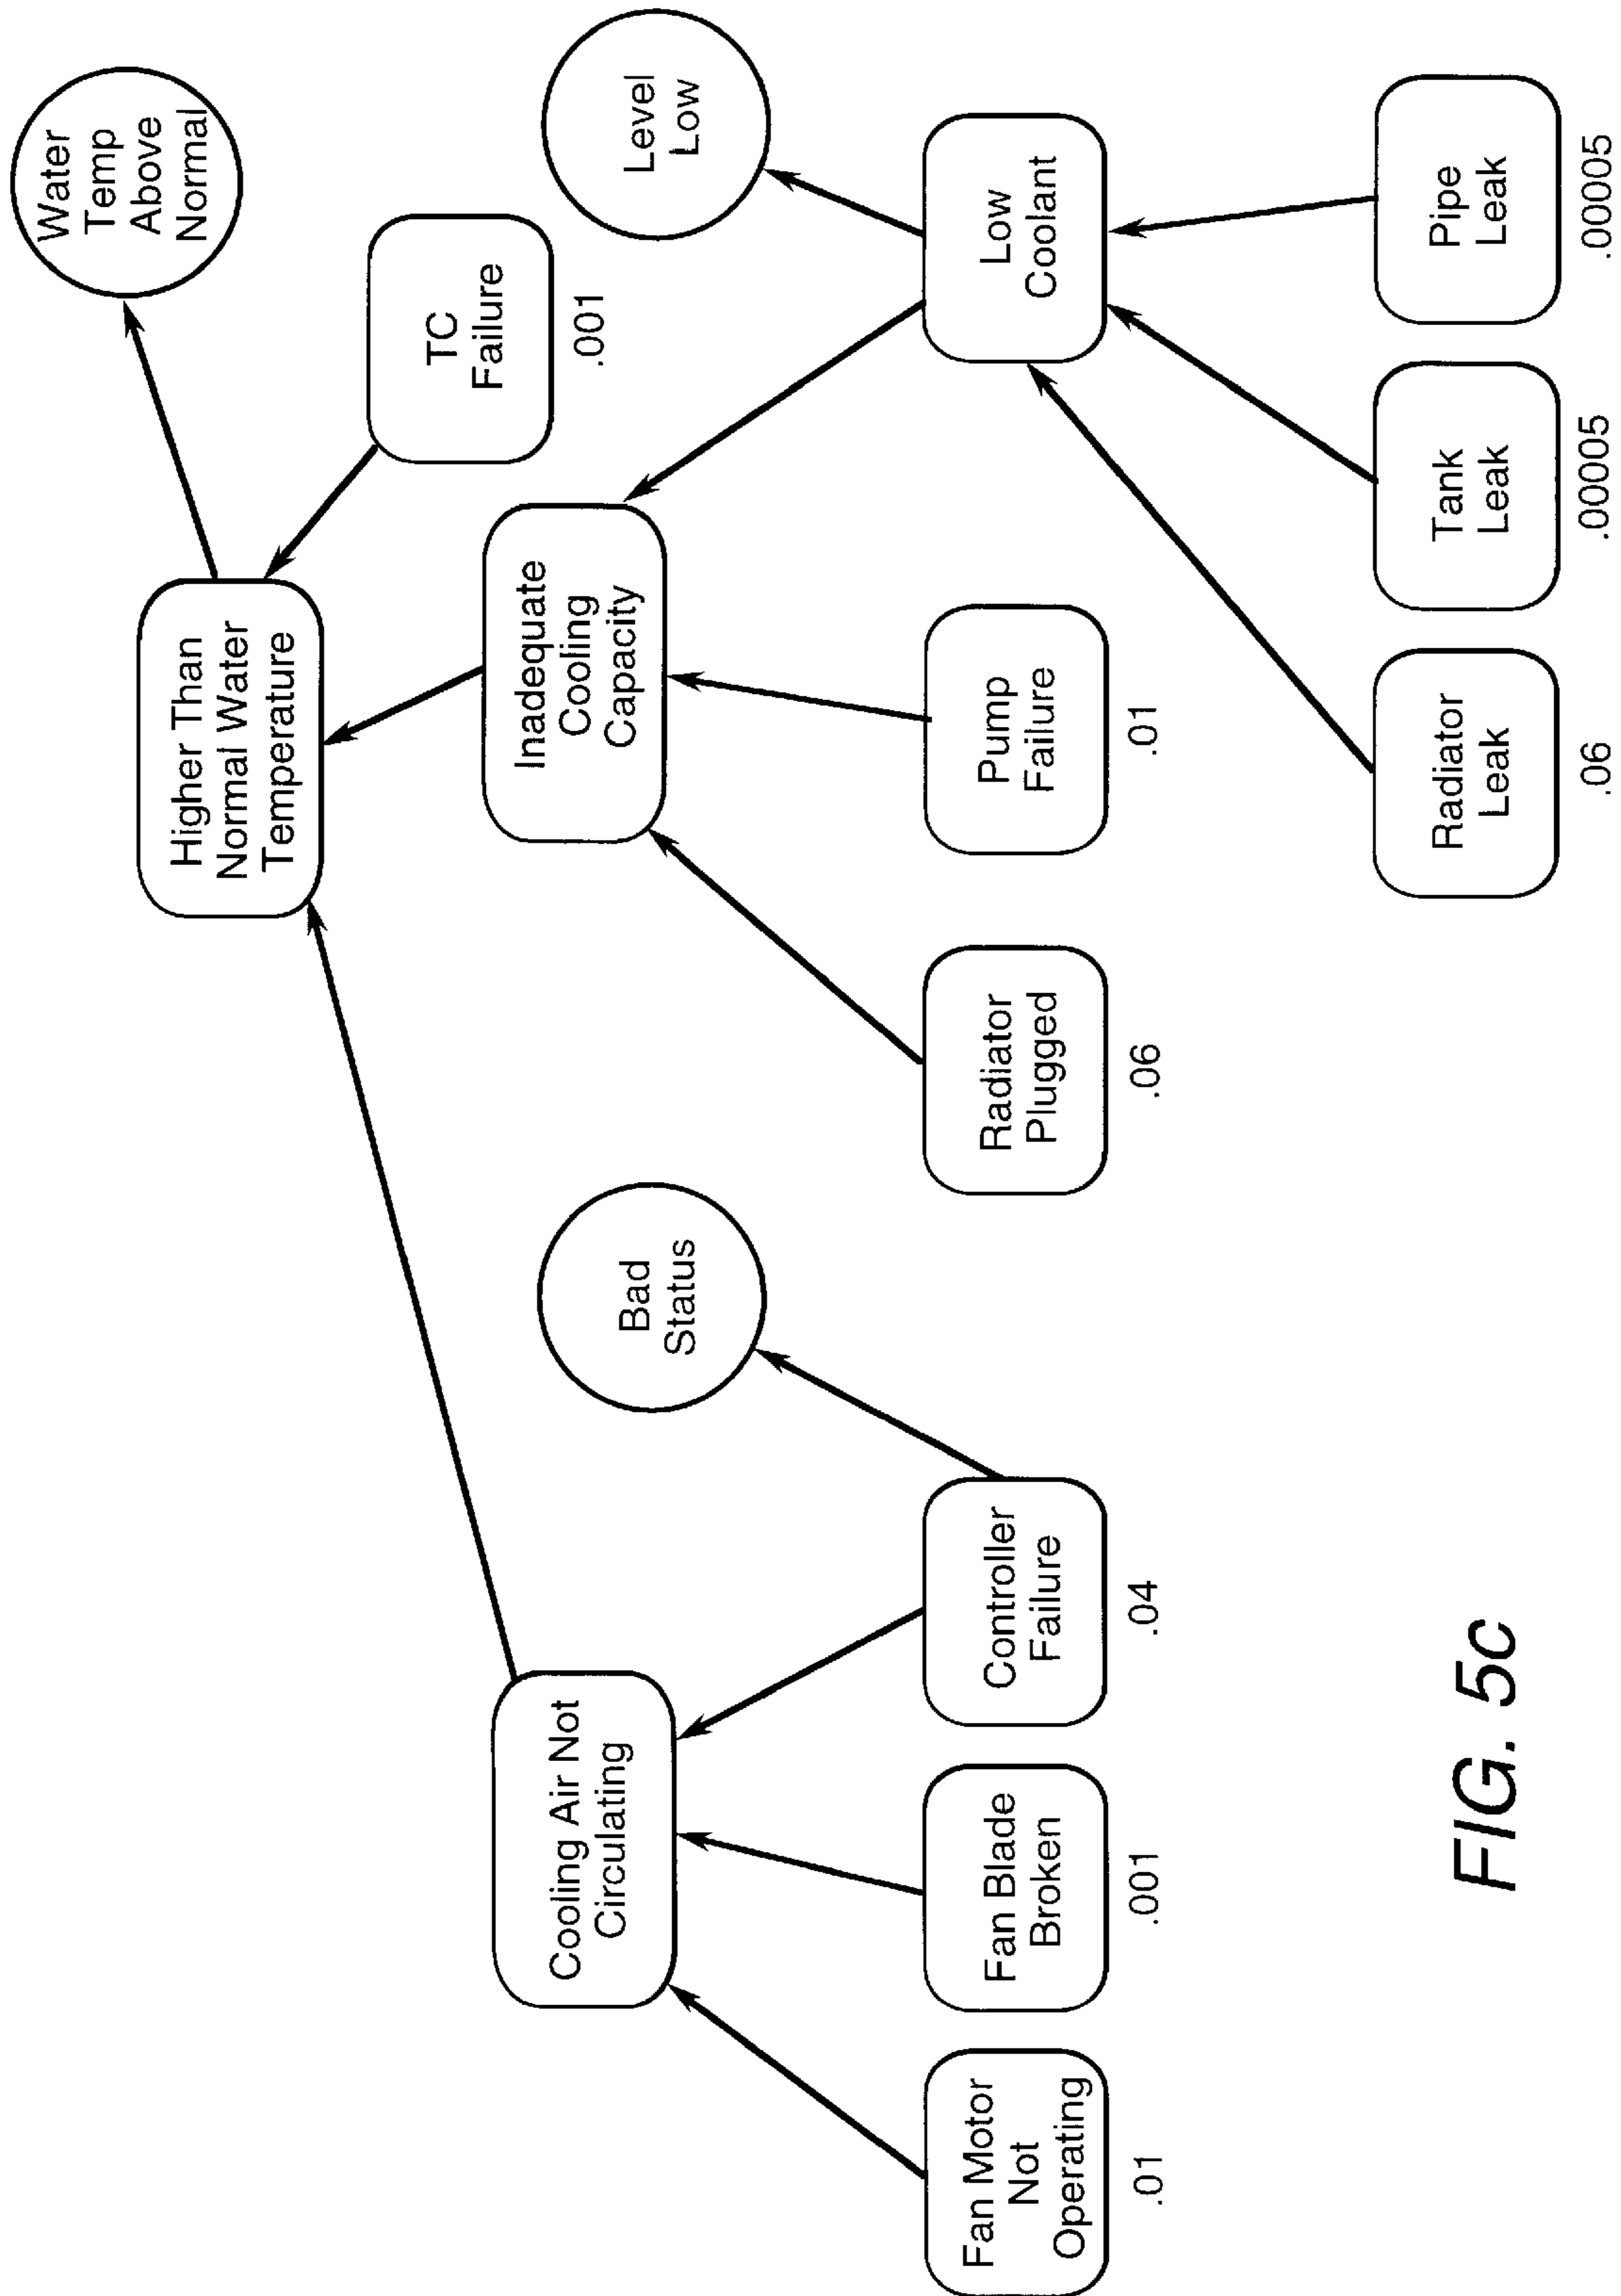 Water
Temp
Above
Normal
Higher Than
Normal Water
Temperature
TC
Failure
.001
Level
Low
Inadequate
Cooling
Capacity
Bad
Status
Cooling Air Not
Circulating
Fan Motor
Not
Operating
.01
Fan Blade
Broken
.001
Controller
Failure
.04
Radiator
Plugged
.06
Pump
Failure
.01
Low
Coolant
Radiator
Leak
.06
Tank
Leak
.00005
Pipe
Leak
.00005
FIG. 5c